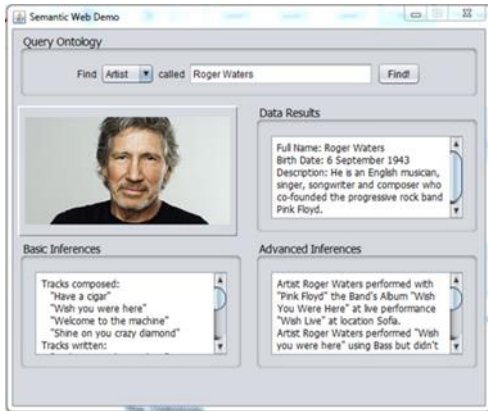 Semantic Web Demo
Query Ontology
Find Artist called Roger Waters Find!
Data Results
Full Name: Roger Waters
Birth Date: 6 September 1943
Description: He is an English musician,
singer, songwriter and composer who
co-founded the progressive rock band
Pink Floyd.
Basic Inferences
Tracks composed:
"Have a cigar"
"Wish you were here"
"Welcome to the machine"
"Shine on you crazy diamond"
Tracks written:
Advanced Inferences
Artist Roger Waters performed with
"Pink Floyd" the Band's Album "Wish
You Were Here" at live performance
"Wish Live" at location Sofia.
Artist Roger Waters performed "Wish
you were here" using Bass but didn't